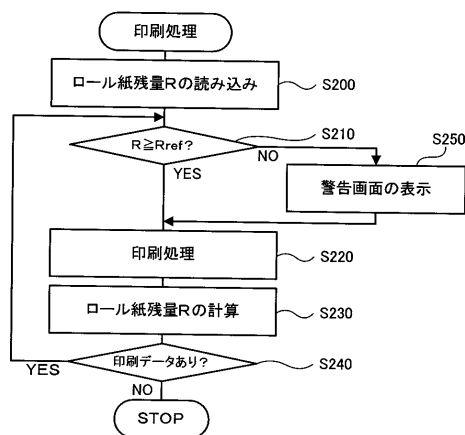 印刷処理
ロール紙残量Rの読み込み
S200
R≧Rref?
S210
NO
YES
S250
警告画面の表示
印刷処理
S220
ロール紙残量Rの計算
S230
印刷データあり?
S240
YES
NO
STOP